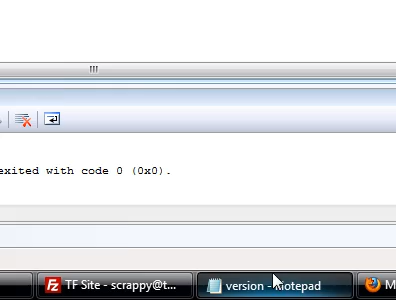 exited with code 0 (0x0).
TF Site - scrappy@t...
version - Notepad
M